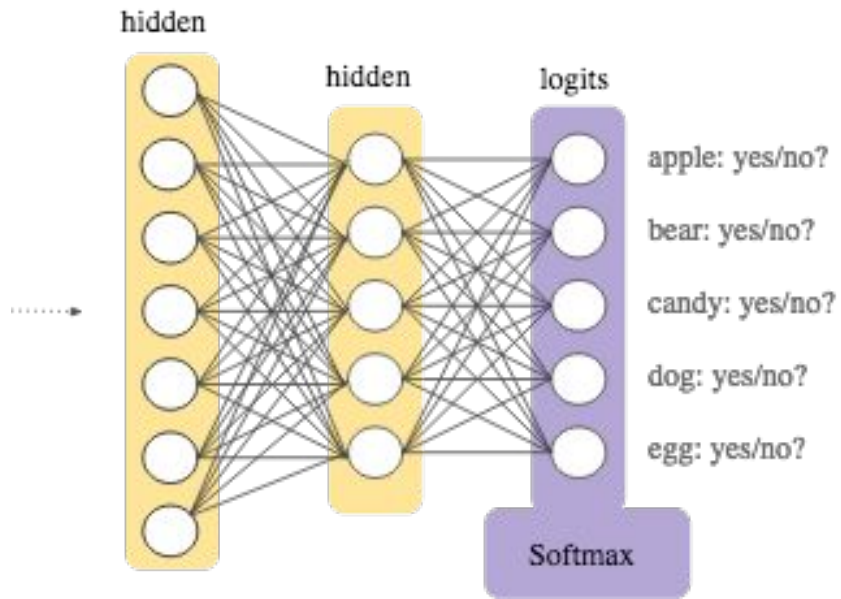 hidden
hidden
logits
apple: yes/no?
bear: yes/no?
candy: yes/no?
dog: yes/no?
egg: yes/no?
Softmax